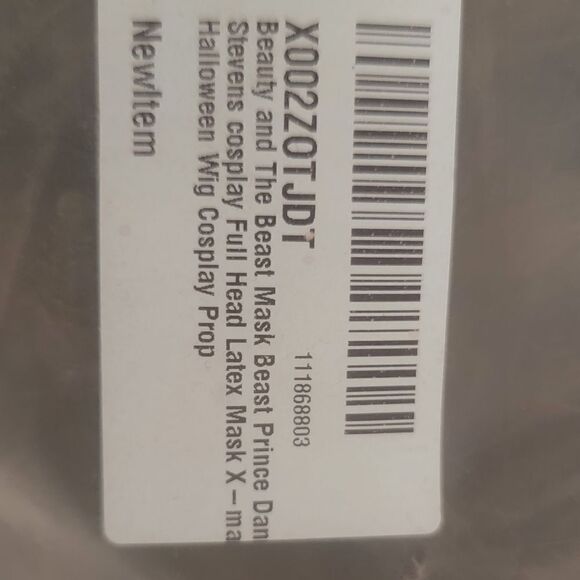 X002ZOTJDT
111868803
Beauty and The Beast Mask Beast Prince Dan
Stevens cosplay Full Head Latex Mask X – ma
Halloween Wig Cosplay Prop
NewItem